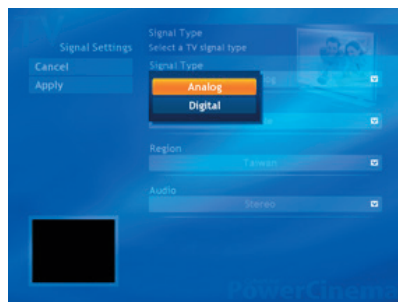 TV
Signal Settings
Cancel
Apply
Signal Type
Select a TV signal type
Signal Type
Analog
Digital
Region
Taiwan
Audio
Stereo
PowerCinema